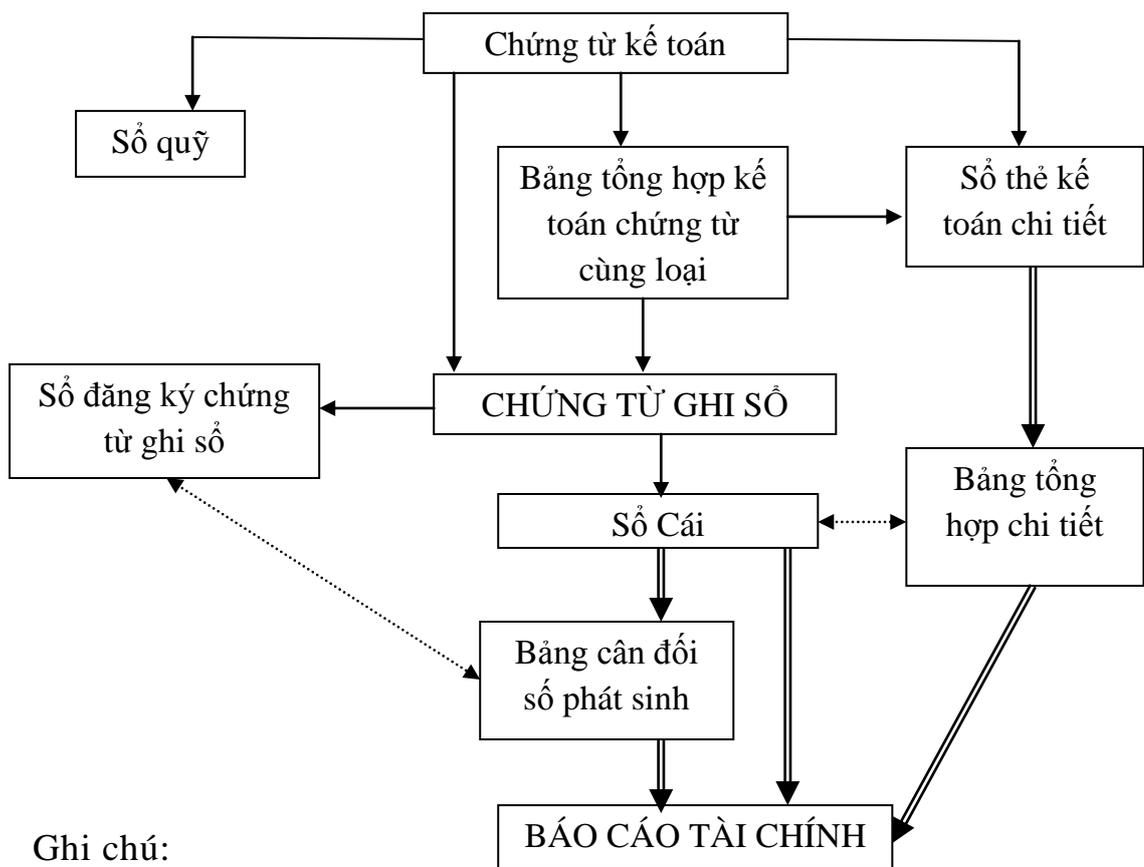 Chứng từ kế toán
Sổ quỹ
Bảng tổng hợp kế
toán chứng từ
cùng loại
Sổ thẻ kế
toán chi tiết
Sổ đăng ký chứng
từ ghi sổ
CHỨNG TỪ GHI SỔ
Sổ Cái
Bảng tổng
hợp chi tiết
Bảng cân đối
số phát sinh
BÁO CÁO TÀI CHÍNH
Ghi chú: